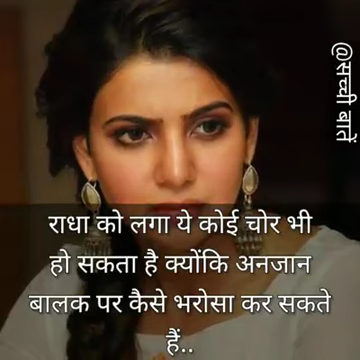 @सच्ची बातें
राधा को लगा ये कोई चोर भी
हो सकता है क्योंकि अनजान
बालक पर कैसे भरोसा कर सकते
हैं..